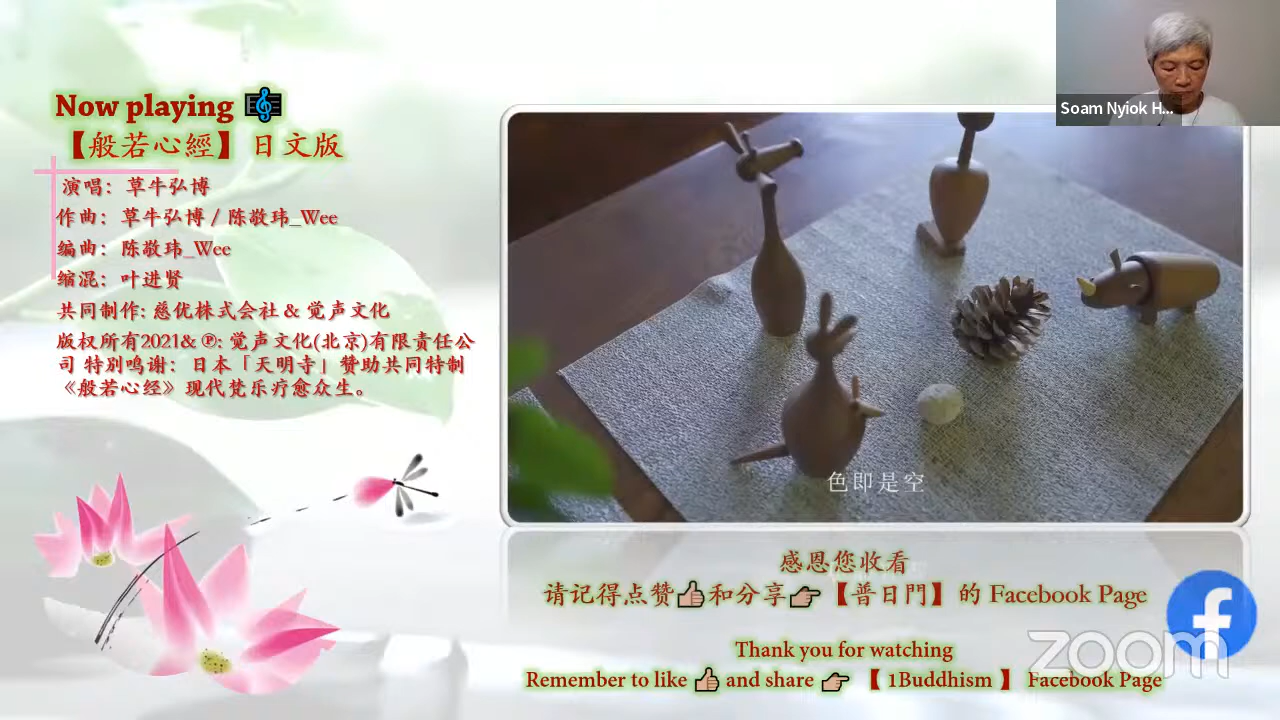 Now playing
【般若心經】日文版
演唱：草牛弘博
作曲：草牛弘博 / 陈敬玮_Wee
编曲：陈敬玮_Wee
缩混：叶进贤
共同制作: 慈优株式会社 & 觉声文化
版权所有2021& ℗: 觉声文化(北京)有限责任公
司 特别鸣谢：日本「天明寺」赞助共同特制
《般若心经》现代梵乐疗愈众生。
Soam Nyiok H...
色即是空
感恩您收看
请记得点赞👍和分享👉【普日門】的 Facebook Page
Thank you for watching
Remember to like 👍 and share 👉 【 1Buddhism 】 Facebook Page
zoom